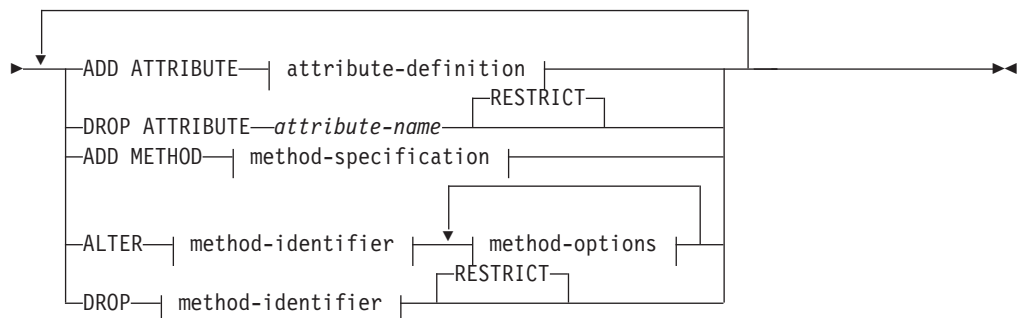 ADD ATTRIBUTE attribute-definition
RESTRICT
DROP ATTRIBUTE attribute-name
ADD METHOD method-specification
ALTER method-identifier method-options
RESTRICT
DROP method-identifier